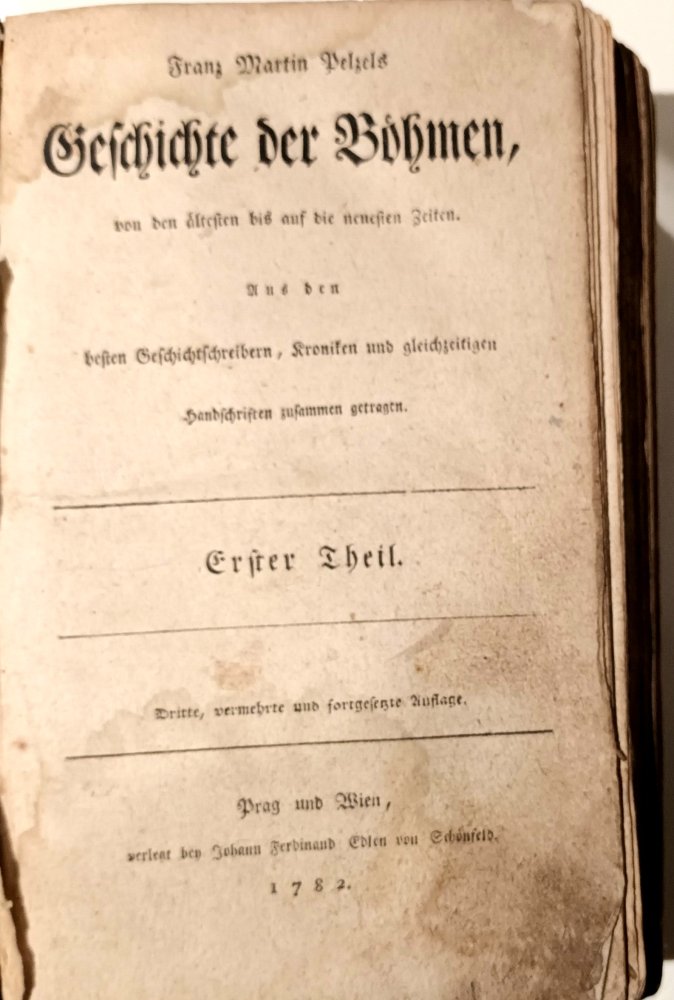 Franz Martin Pelzels
Geschichte der Böhmen,
von den ältesten bis auf die neuesten Zeiten.
Aus den
besten Geschichtschreibern, Kroniken und gleichzeitigen
Handschriften zusammen getragen.
Erster Theil.
Dritte, vermehrte und fortgesetzte Auflage.
Prag und Wien,
verlegt bey Johann Ferdinand Edlen von Schönfeld.
1782.